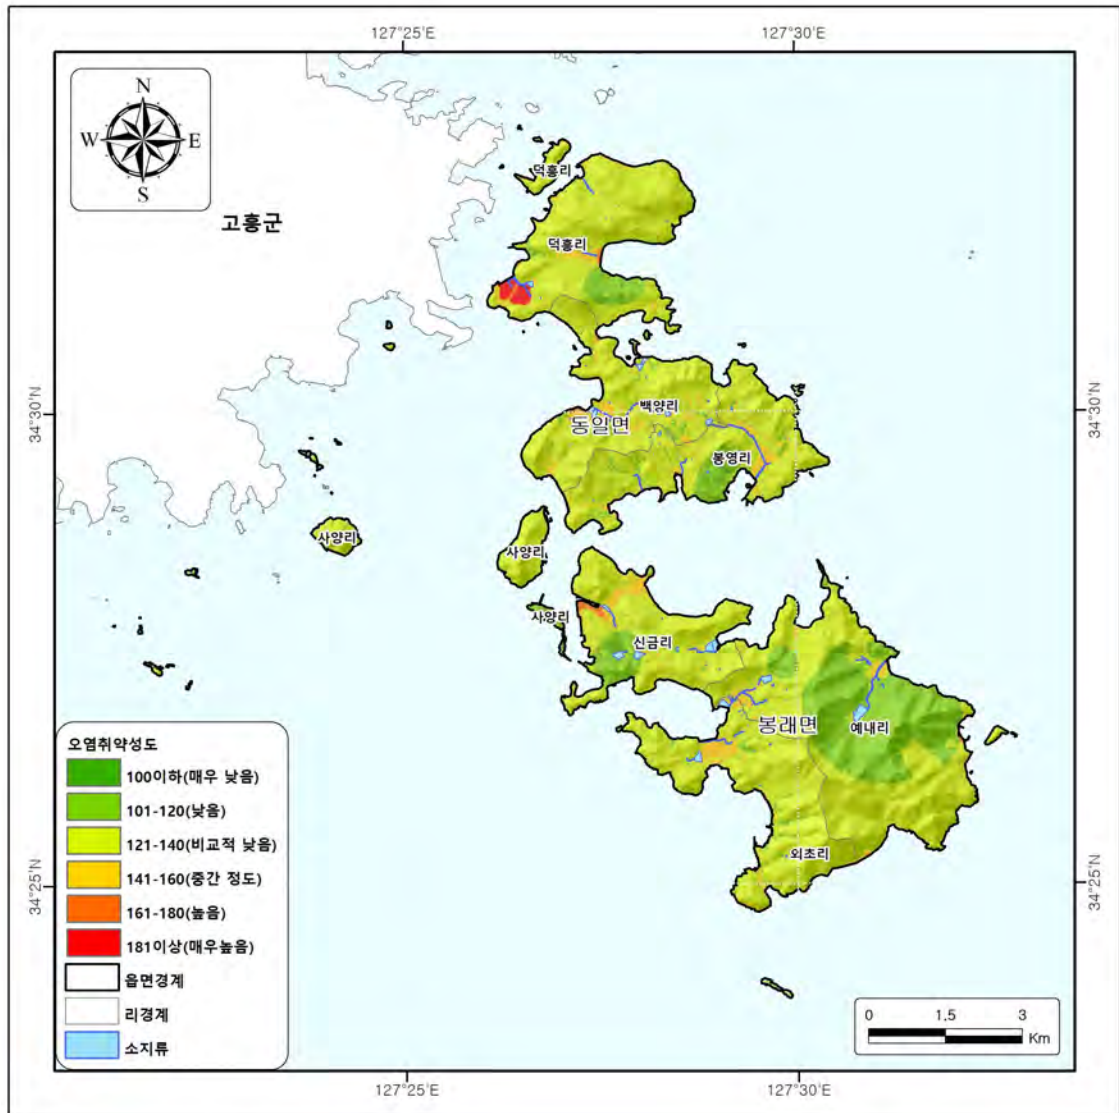 127°25'E
127°30'E
N
W
E
S
고흥군
덕흥리
덕흥리
34°30'N
34°30'N
백양리
동일면
봉영리
사양리
사양리
사양리
신금리
봉래면
예내리
외초리
34°25'N
34°25'N
오염취약성도
100이하(매우 낮음)
101-120(낮음)
121-140(비교적 낮음)
141-160(중간 정도)
161-180(높음)
181이상(매우높음)
읍면경계
리경계
소지류
0
1.5
3
Km
127°25'E
127°30'E